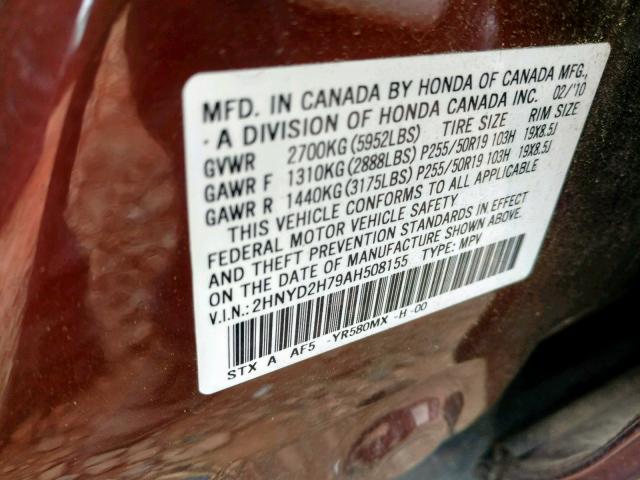 MFD. IN CANADA BY HONDA OF CANADA MFG.,
- A DIVISION OF HONDA CANADA INC. 02/'10
GVWR 2700KG (5952LBS) TIRE SIZE RIM SIZE
GAWR F 1310KG (2888LBS) P255/50R19 103H 19X8.5J
GAWR R 1440KG (3175LBS) P255/50R19 103H 19X8.5J
THIS VEHICLE CONFORMS TO ALL APPLICABLE
FEDERAL MOTOR VEHICLE SAFETY
AND THEFT PREVENTION STANDARDS IN EFFECT
ON THE DATE OF MANUFACTURE SHOWN ABOVE.
V.I.N.: 2HNYD2H79AH508155 TYPE: MPV
STX A AF5 -YR580MX -H -00